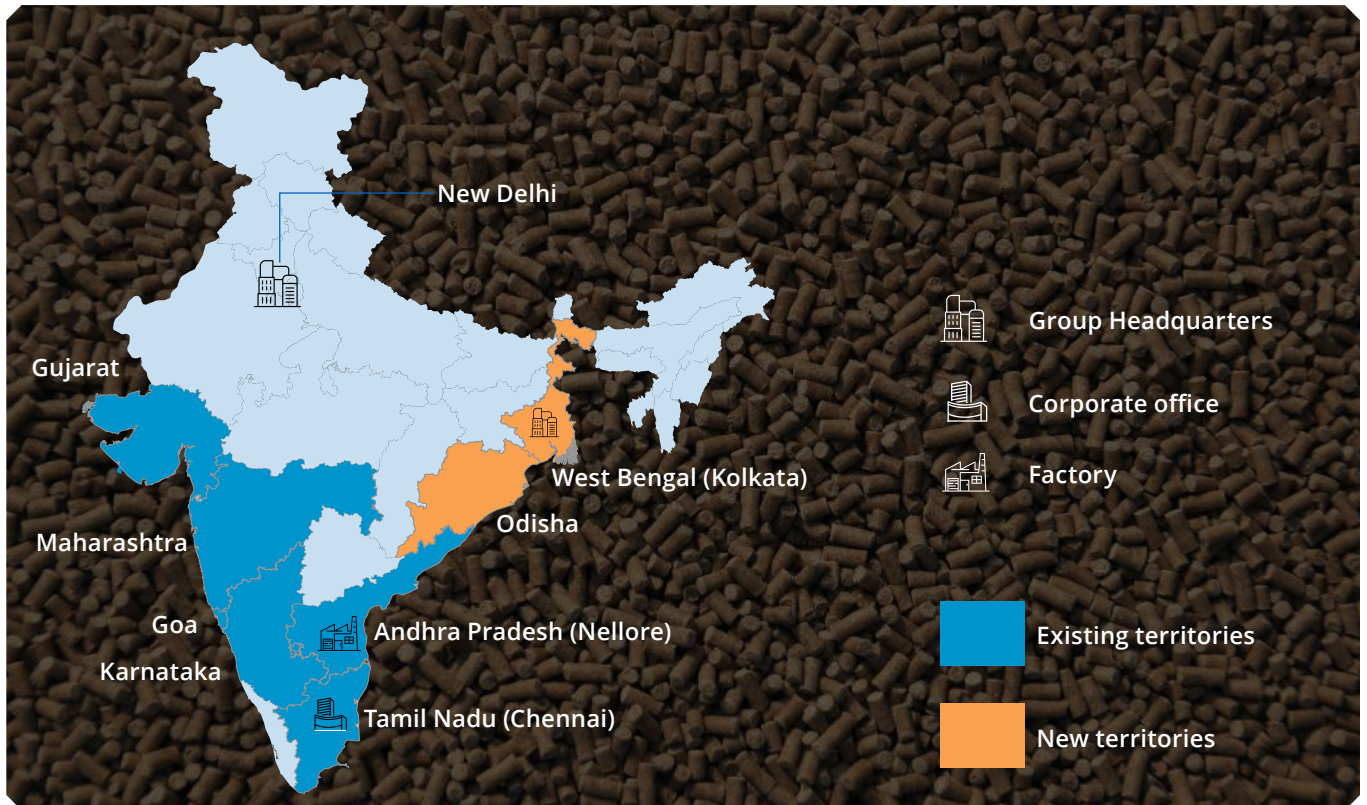 New Delhi
Group Headquarters
Gujarat
Corporate office
West Bengal (Kolkata)
Factory
Odisha
Maharashtra
Goa
Andhra Pradesh (Nellore)
Existing territories
Karnataka
Tamil Nadu (Chennai)
New territories